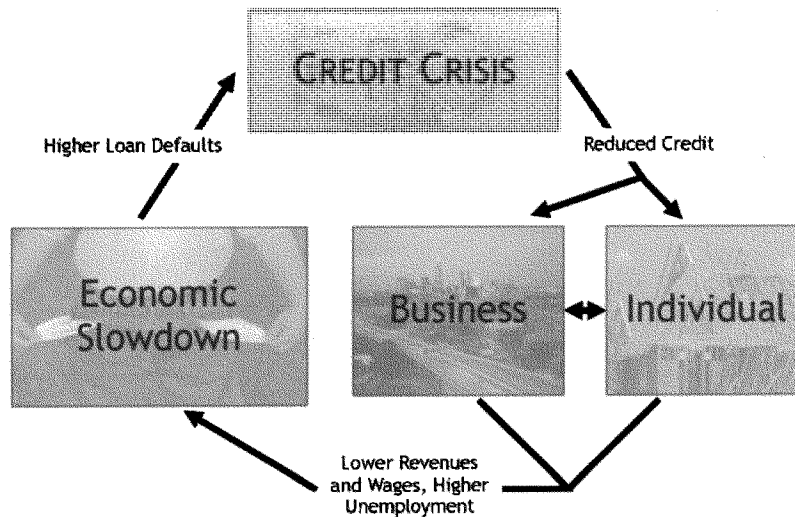 CREDIT CRISIS
Higher Loan Defaults
Reduced Credit
Economic
Slowdown
Business
Individual
Lower Revenues
and Wages, Higher
Unemployment